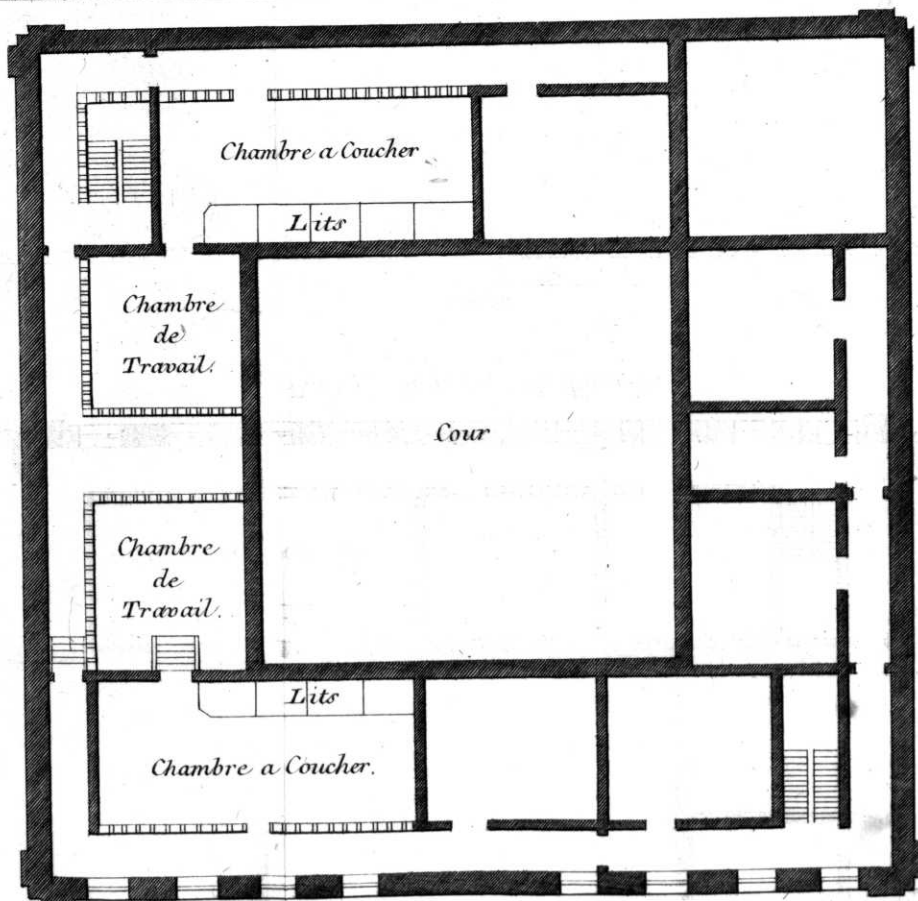 Chambre a Coucher
Lits
Chambre
de
Travail.
Cour
Chambre
de
Travail.
Lits
Chambre a Coucher.